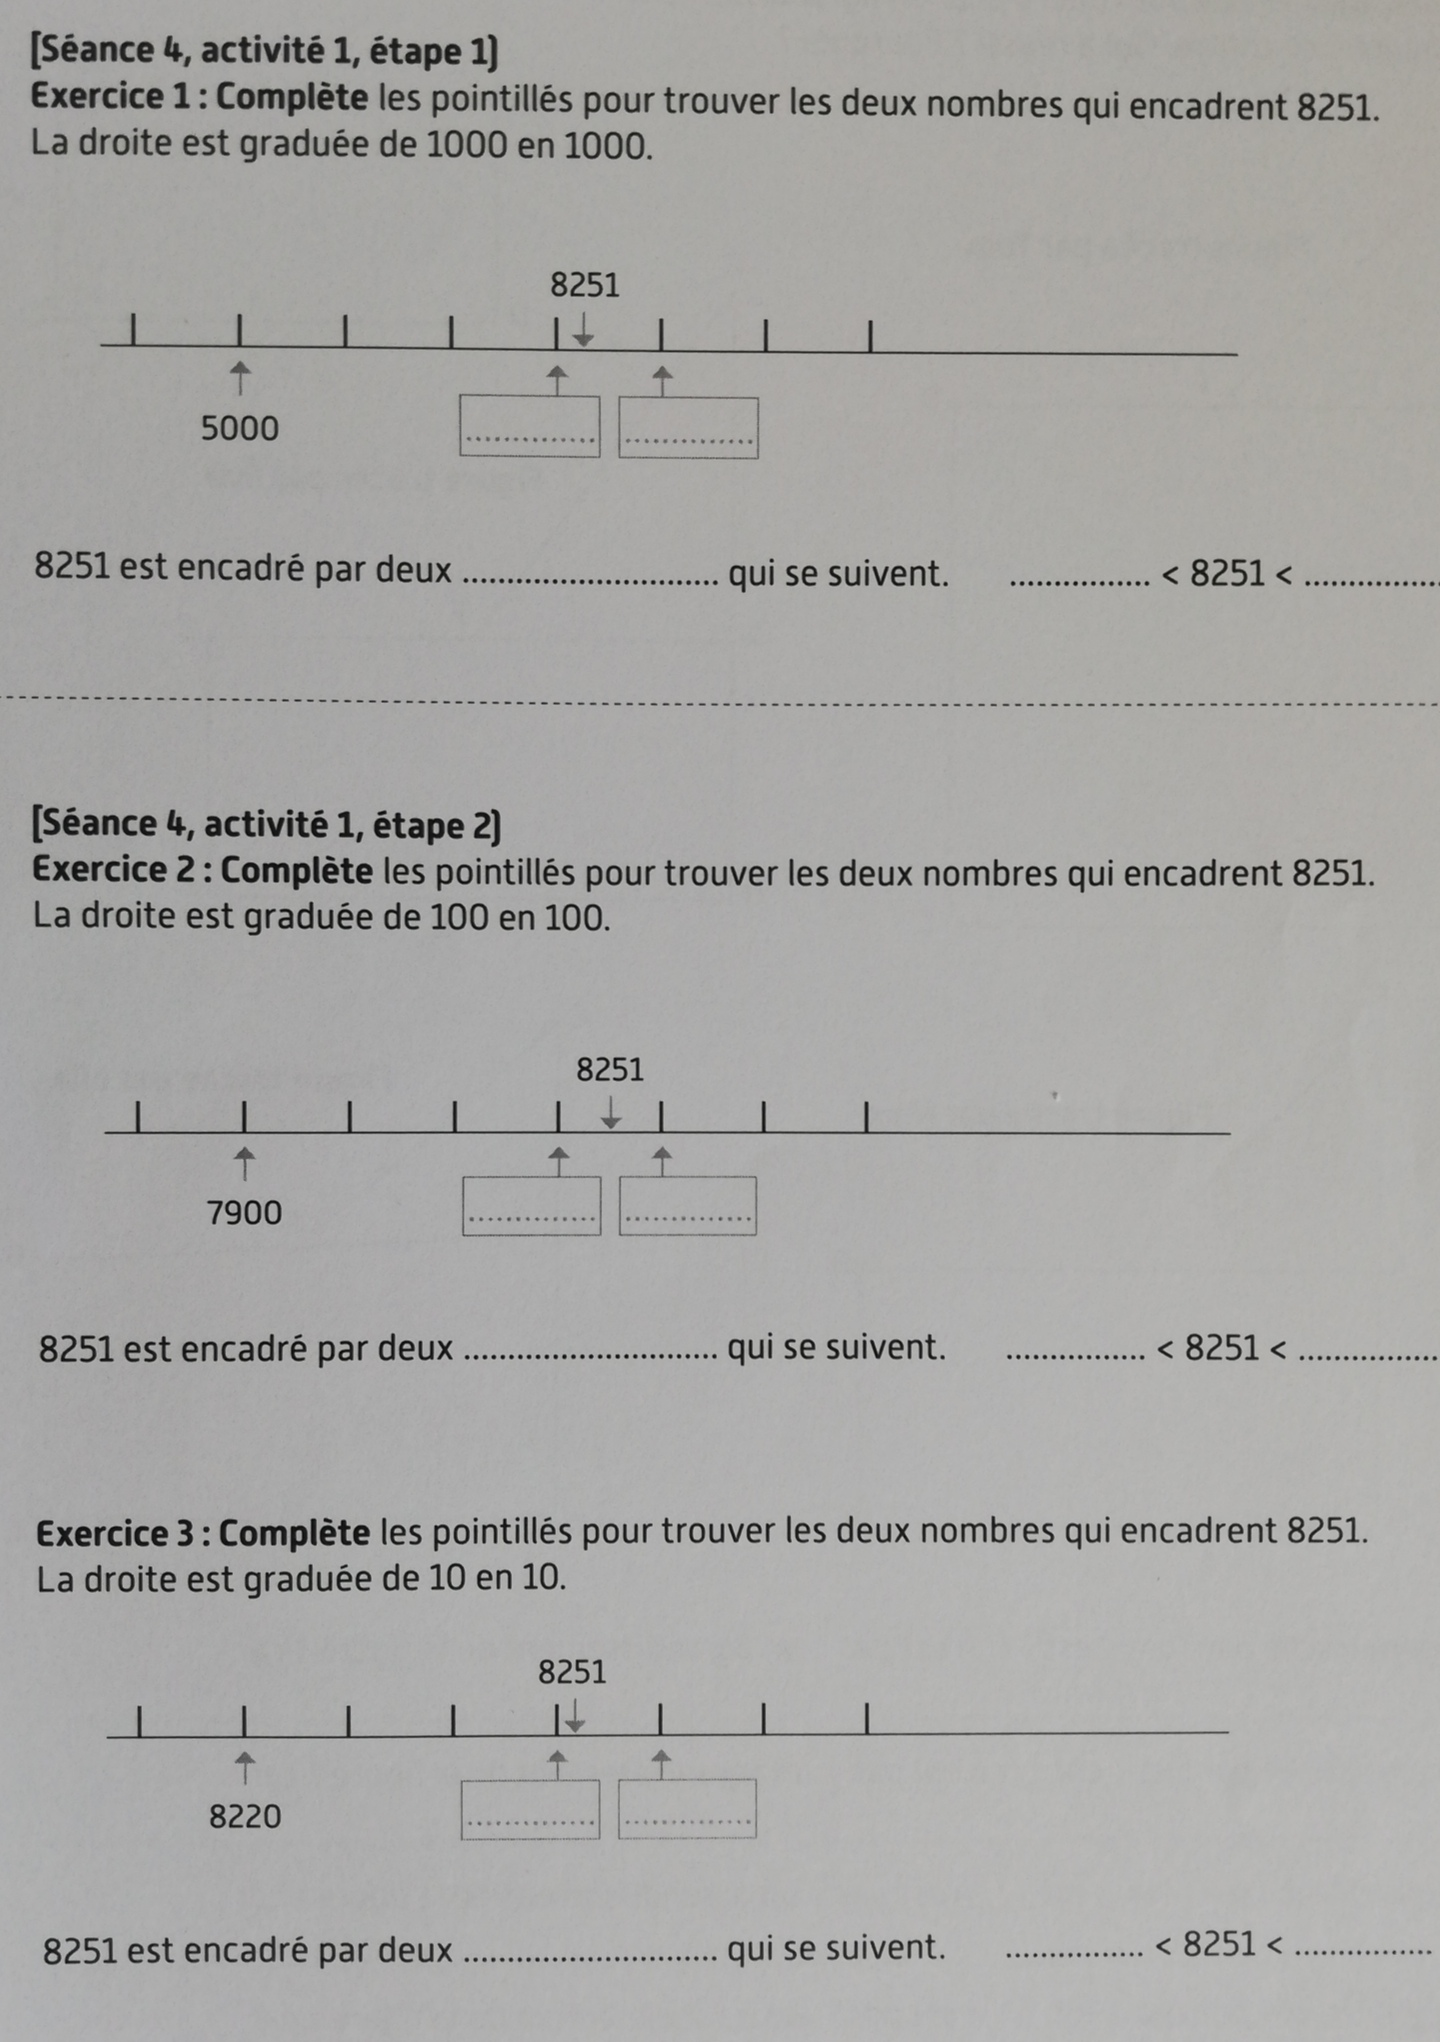 [Séance 4, activité 1, étape 1]
Exercice 1 : Complète les pointillés pour trouver les deux nombres qui encadrent 8251.
La droite est graduée de 1000 en 1000.
8251
5000
.............. ..............
8251 est encadré par deux ............................. qui se suivent. ................ < 8251 < ................
[Séance 4, activité 1, étape 2]
Exercice 2 : Complète les pointillés pour trouver les deux nombres qui encadrent 8251.
La droite est graduée de 100 en 100.
8251
7900
.............. ..............
8251 est encadré par deux ............................. qui se suivent. ................ < 8251 < ................
Exercice 3 : Complète les pointillés pour trouver les deux nombres qui encadrent 8251.
La droite est graduée de 10 en 10.
8251
8220
.............. ..............
8251 est encadré par deux ............................. qui se suivent. ................ < 8251 < ................